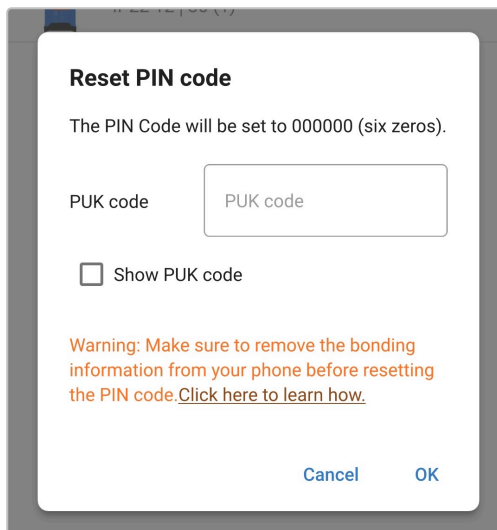 Reset PIN code
The PIN Code will be set to 000000 (six zeros).
PUK code
PUK code
Show PUK code
Warning: Make sure to remove the bonding
information from your phone before resetting
the PIN code.Click here to learn how.
Cancel
OK